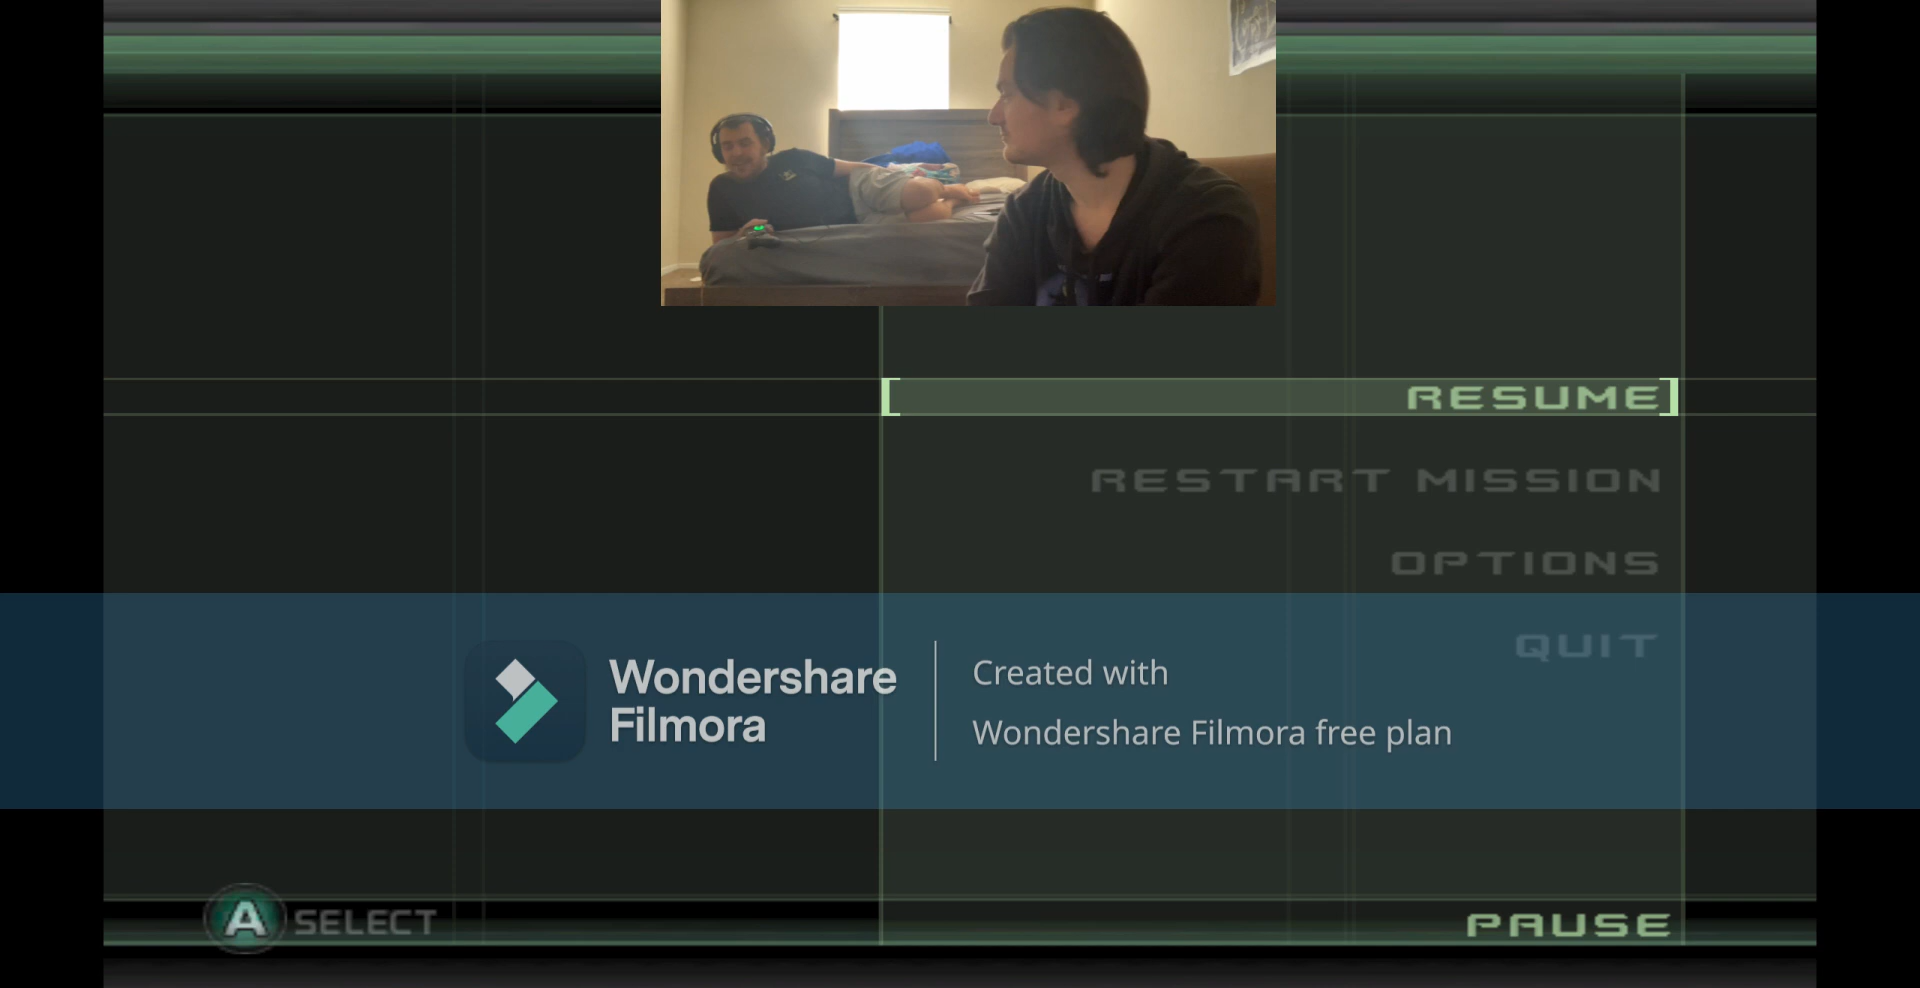 RESUME
RESTART MISSION
OPTIONS
QUIT
Wondershare
Filmora
Created with
Wondershare Filmora free plan
A SELECT
PAUSE